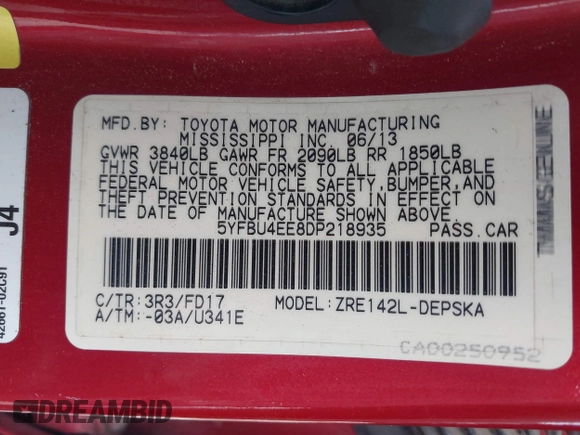 MFD.BY: TOYOTA MOTOR MANUFACTURING
MISSISSIPPI INC. 06/13
GVWR 3840LB GAWR FR 2090LB RR 1850LB
THIS VEHICLE CONFORMS TO ALL APPLICABLE
FEDERAL MOTOR VEHICLE SAFETY,BUMPER,AND
THEFT PREVENTION STANDARDS IN EFFECT ON
THE DATE OF MANUFACTURE SHOWN ABOVE.
5YFBU4EE8DP218935 PASS.CAR
C/TR:3R3/FD17 MODEL:ZRE142L-DEPSKA
A/TM:-03A/U341E
CA00250952
J4
DREAMBID